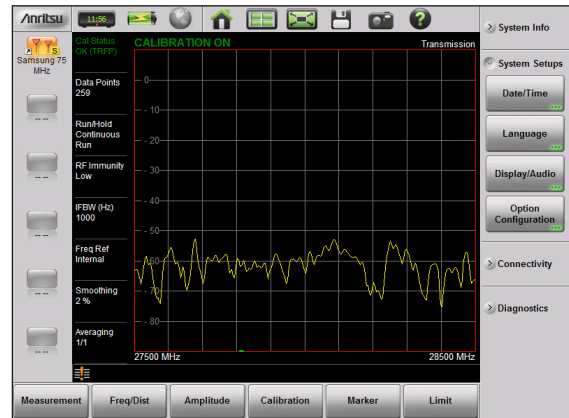 Anritsu
11:56
System Info
Cal Status
OK (TRFP)
CALIBRATION ON
Transmission
Samsung 75
MHz
System Setups
Data Points
259
0
Date/Time
-- --
- 10
Run/Hold
Continuous
Run
- 20
Language
RF Immunity
Low
- 30
Display/Audio
-- --
IFBW (Hz)
1000
- 40
Option
Configuration
- 50
-- --
Freq Ref
Internal
- 60
Connectivity
Smoothing
2 %
- 70
-- --
Diagnostics
- 80
Averaging
1/1
-- --
27500 MHz
28500 MHz
Measurement
Freq/Dist
Amplitude
Calibration
Marker
Limit